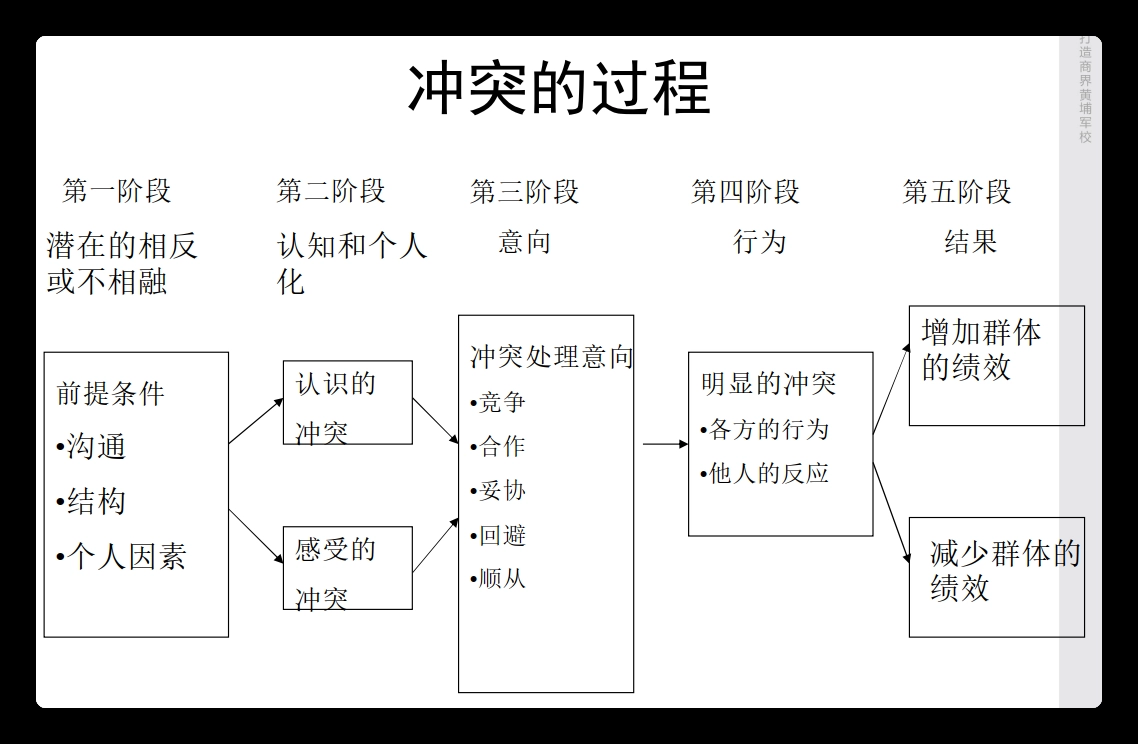 冲突的过程
打造商界黄埔军校
第一阶段
第二阶段
第三阶段
第四阶段
第五阶段
潜在的相反
或不相融
认知和个人
化
意向
行为
结果
前提条件
•沟通
•结构
•个人因素
认识的
冲突
感受的
冲突
冲突处理意向
•竞争
•合作
•妥协
•回避
•顺从
明显的冲突
•各方的行为
•他人的反应
增加群体
的绩效
减少群体的
绩效